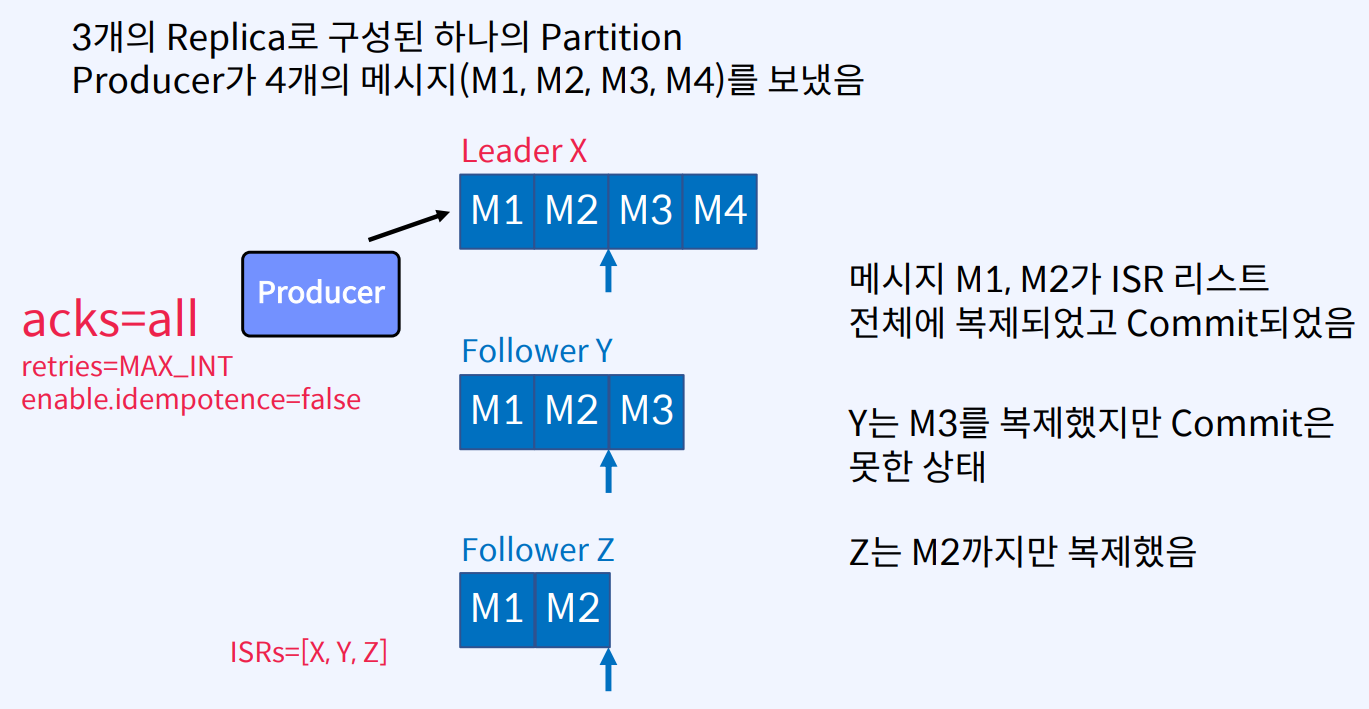 3개의 Replica로 구성된 하나의 Partition
Producer가 4개의 메시지(M1, M2, M3, M4)를 보냈음
Leader X
M1 M2 M3 M4
Producer
acks=all
retries=MAX_INT
enable.idempotence=false
메시지 M1, M2가 ISR 리스트
전체에 복제되었고 Commit되었음
Follower Y
M1 M2 M3
Y는 M3를 복제했지만 Commit은
못한 상태
Follower Z
M1 M2
Z는 M2까지만 복제했음
ISRs=[X, Y, Z]